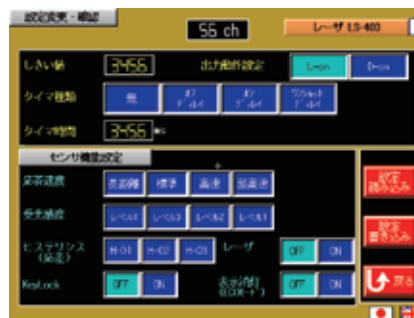 設定変更・確認
56 ch
レーザ LS-403
しきい値 3456 出力動作設定 L-on D-on
タイマ種類 無 オフディレイ オンディレイ ワンショットディレイ
タイマ時間 3456 ms
センサ機能設定
応答速度 長距離 標準 高速 超高速
受光感度 レベル4 レベル3 レベル2 レベル1
ヒステリシス(応差) H-01 H-02 H-03 レーザ OFF ON
KeyLock OFF ON 表示消灯 OFF ON
設定読み込み
設定書き込み
戻る